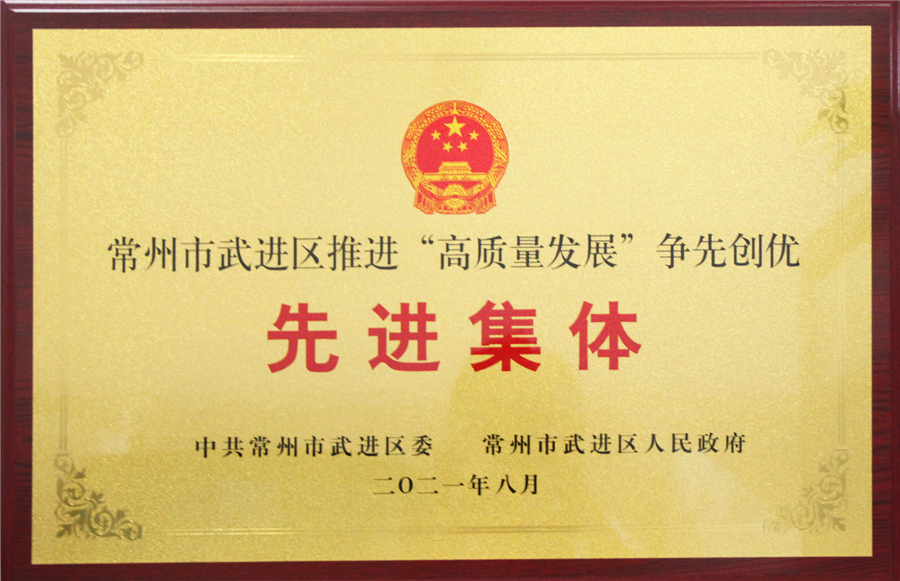 常州市武进区推进“高质量发展”争先创优
先进集体
中共常州市武进区委 常州市武进区人民政府
二〇二一年八月